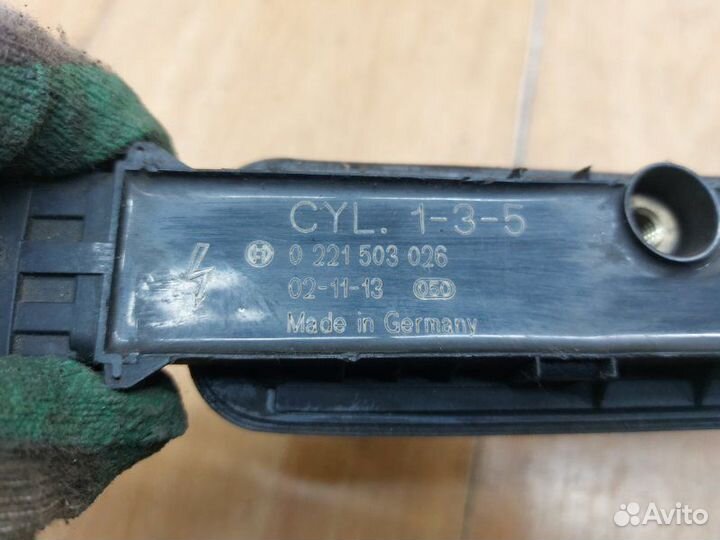 CYL. 1-3-5
0 221 503 026
02-11-13 050
Made in Germany
Avito